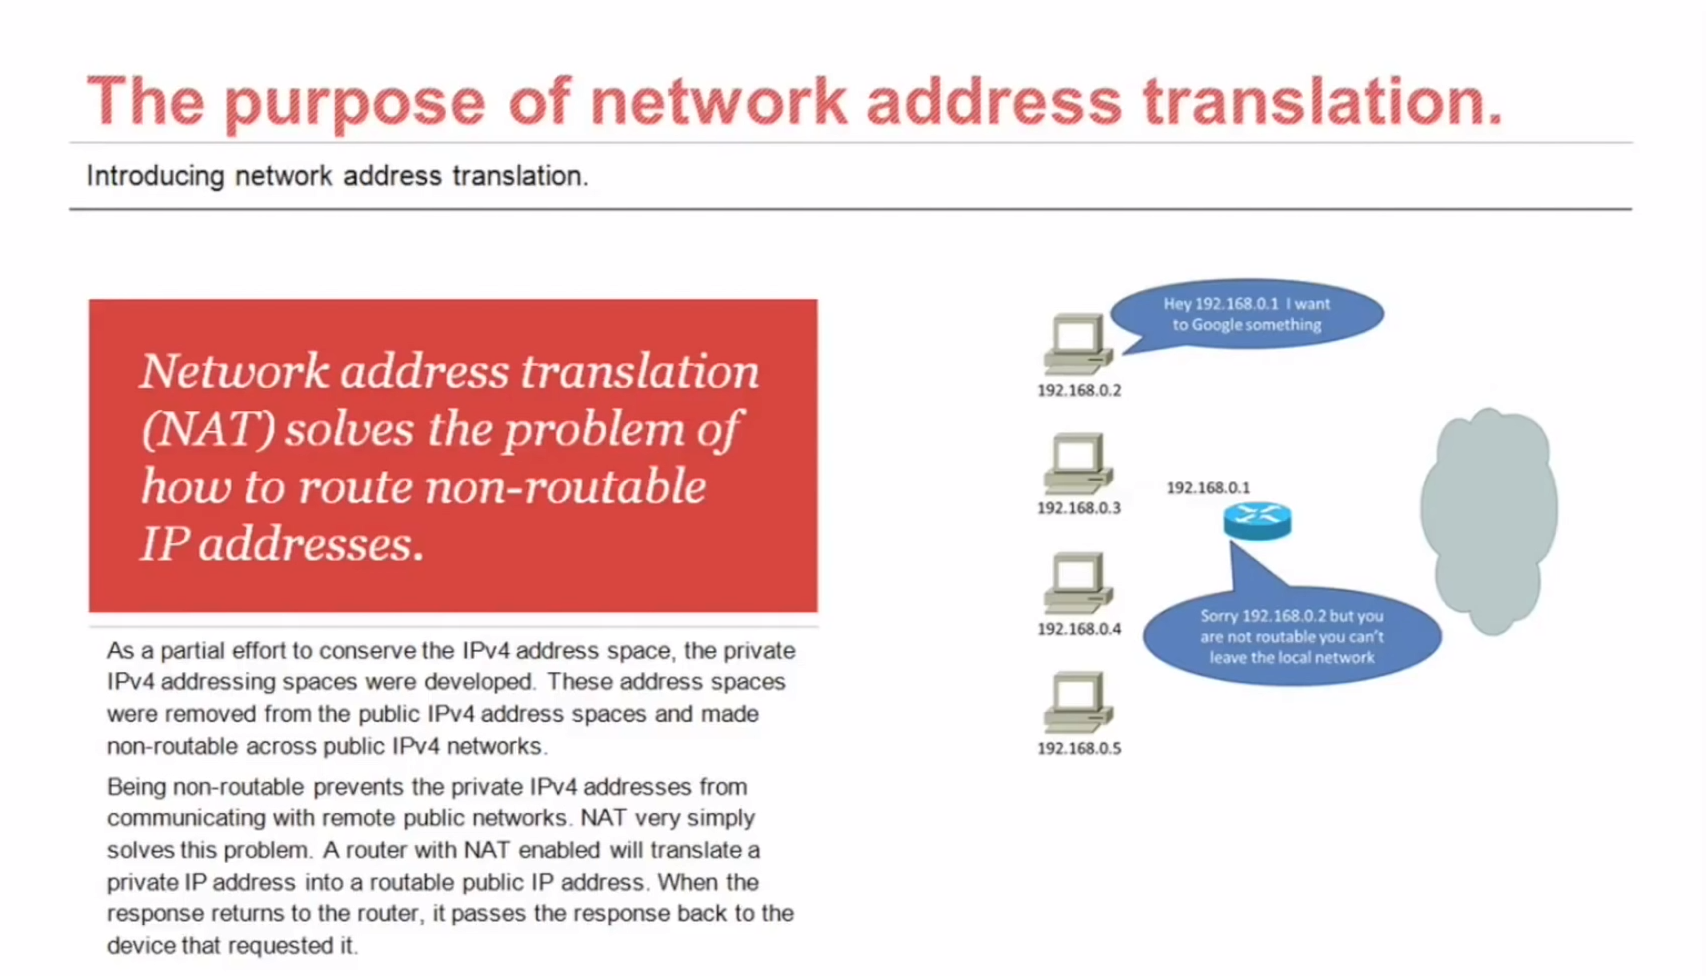 The purpose of network address translation.
Introducing network address translation.
Network address translation
(NAT) solves the problem of
how to route non-routable
IP addresses.
As a partial effort to conserve the IPv4 address space, the private
IPv4 addressing spaces were developed. These address spaces
were removed from the public IPv4 address spaces and made
non-routable across public IPv4 networks.
Being non-routable prevents the private IPv4 addresses from
communicating with remote public networks. NAT very simply
solves this problem. A router with NAT enabled will translate a
private IP address into a routable public IP address. When the
response returns to the router, it passes the response back to the
device that requested it.
Hey 192.168.0.1 I want
to Google something
192.168.0.2
192.168.0.3
192.168.0.1
192.168.0.4
Sorry 192.168.0.2 but you
are not routable you can't
leave the local network
192.168.0.5